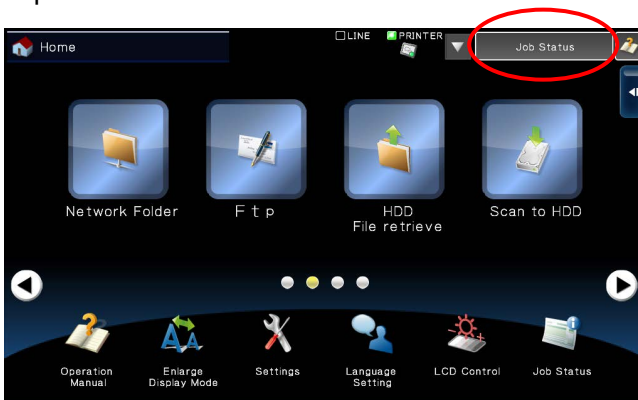 Home
LINE
PRINTER
Job Status
Network Folder
Ftp
HDD
File retrieve
Scan to HDD
Operation
Manual
Enlarge
Display Mode
Settings
Language
Setting
LCD Control
Job Status